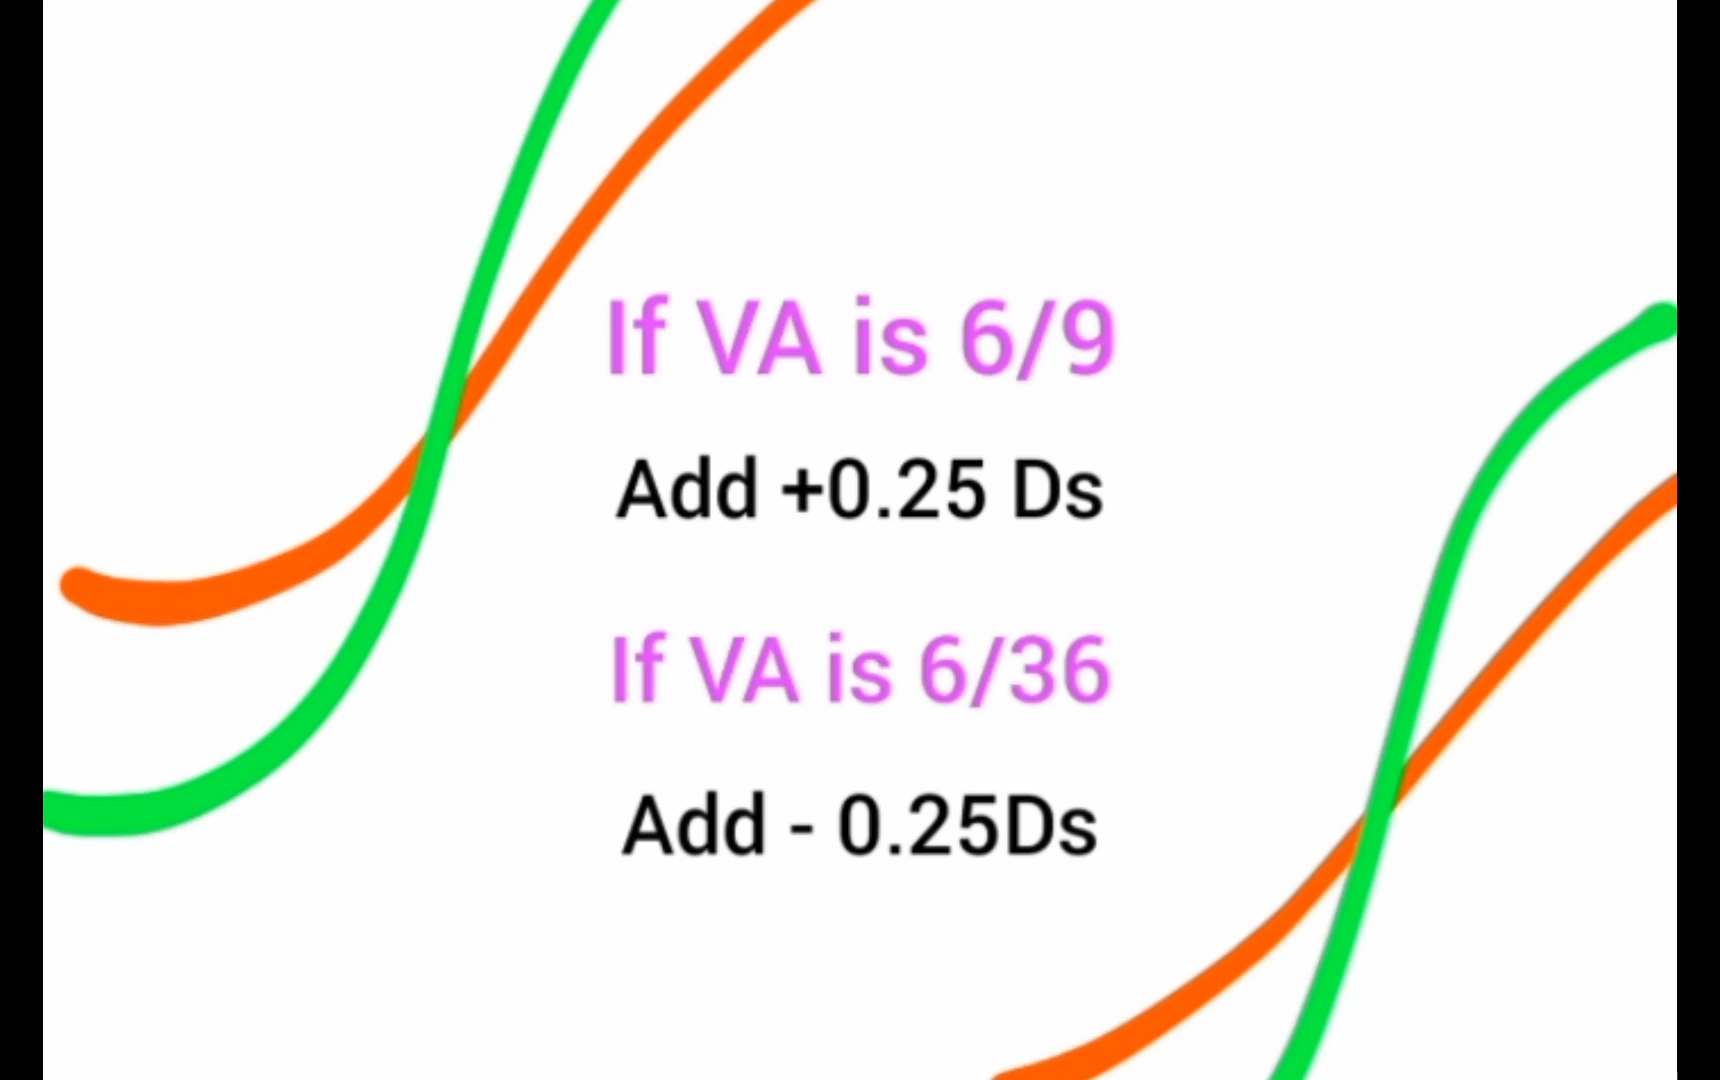 If VA is 6/9
Add +0.25 Ds
If VA is 6/36
Add - 0.25Ds